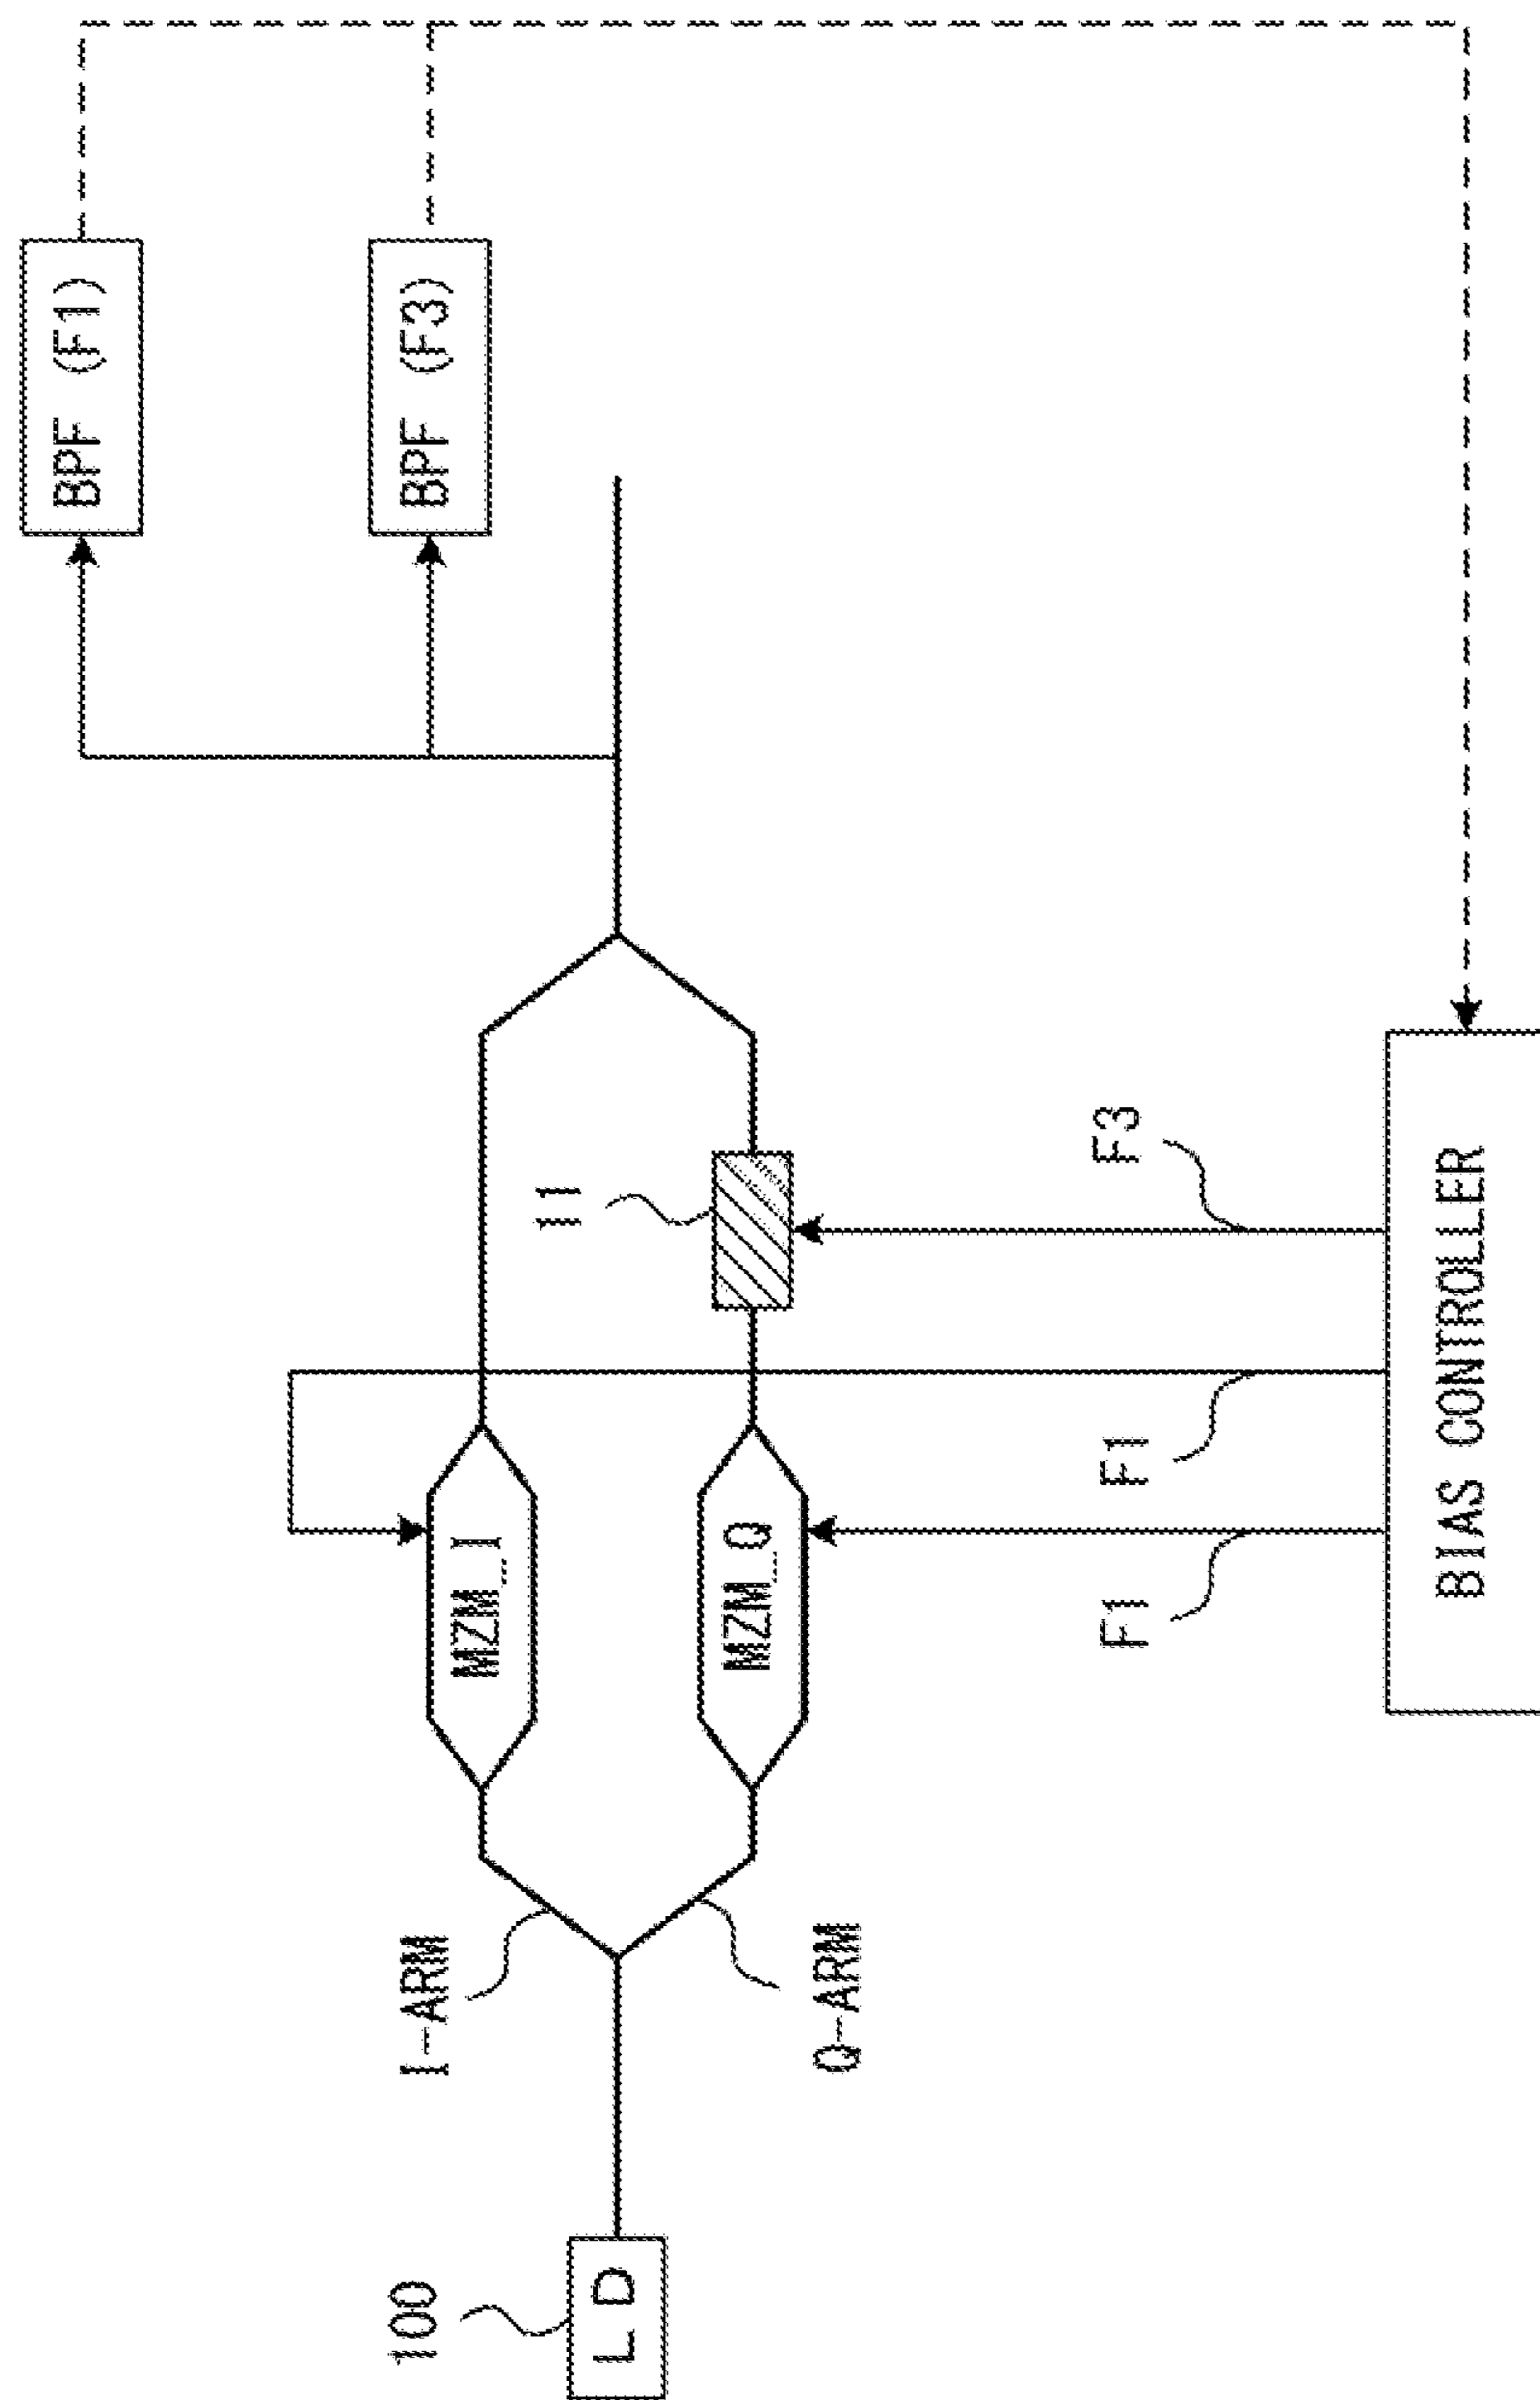 BPF (F1)
BPF (F3)
11
MZM_I
MZM_Q
I-ARM
Q-ARM
100
LD
F1
F1
F3
BIAS CONTROLLER